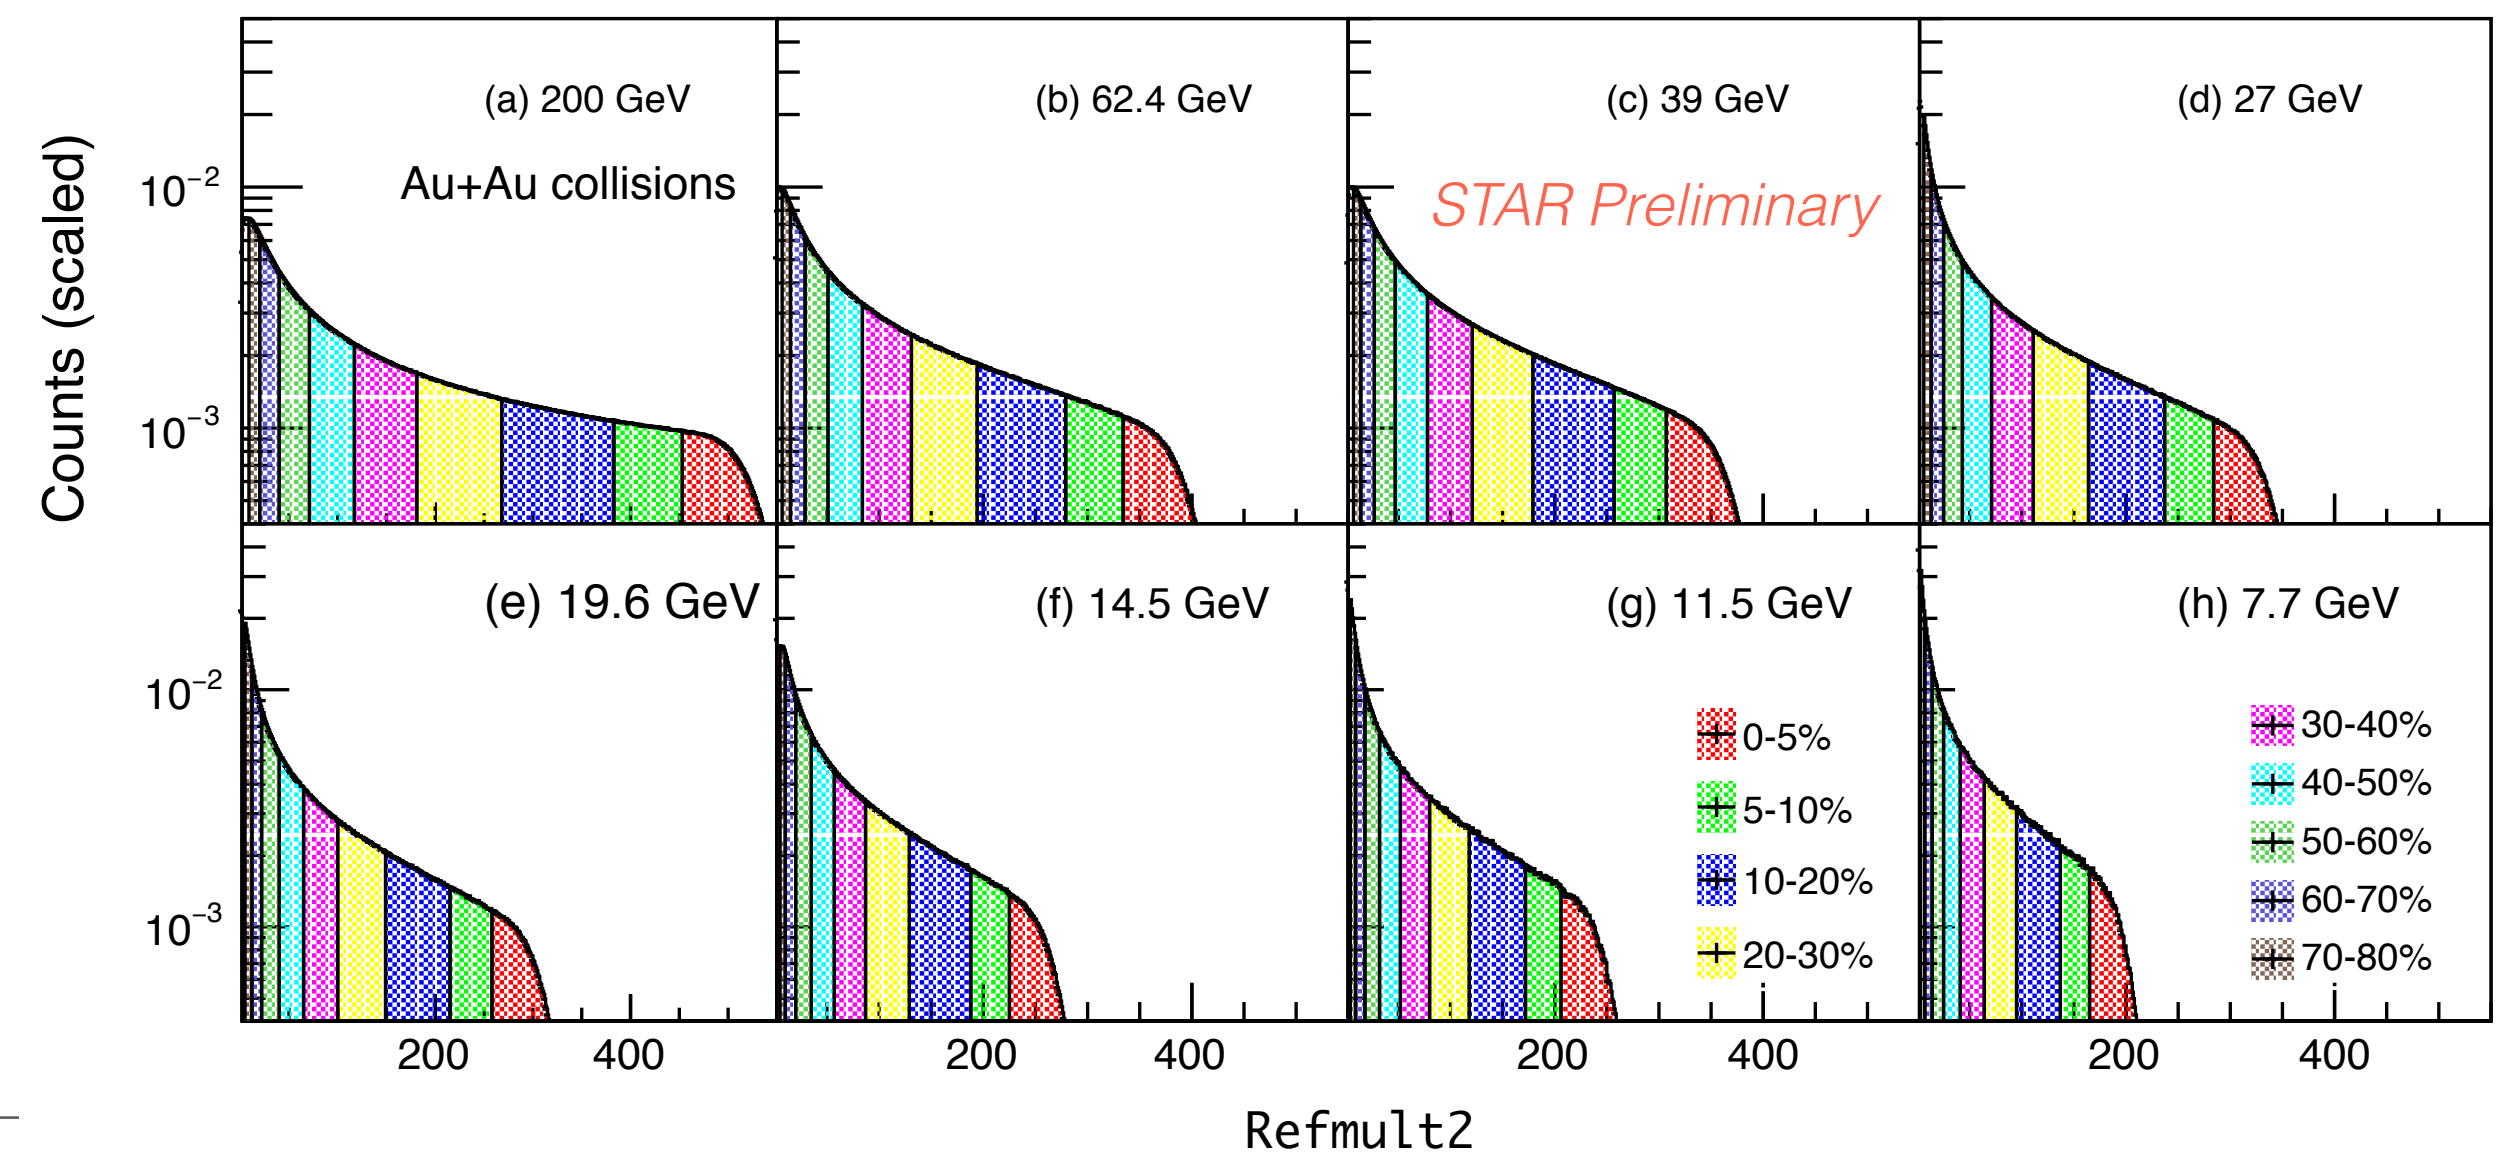 (a) 200 GeV
(b) 62.4 GeV
(c) 39 GeV
(d) 27 GeV
Au+Au collisions
STAR Preliminary
Counts (scaled)
10⁻²
10⁻³
(e) 19.6 GeV
(f) 14.5 GeV
(g) 11.5 GeV
(h) 7.7 GeV
10⁻²
10⁻³
0-5%
5-10%
10-20%
20-30%
30-40%
40-50%
50-60%
60-70%
70-80%
200 400 200 400 200 400 200 400
Refmult2